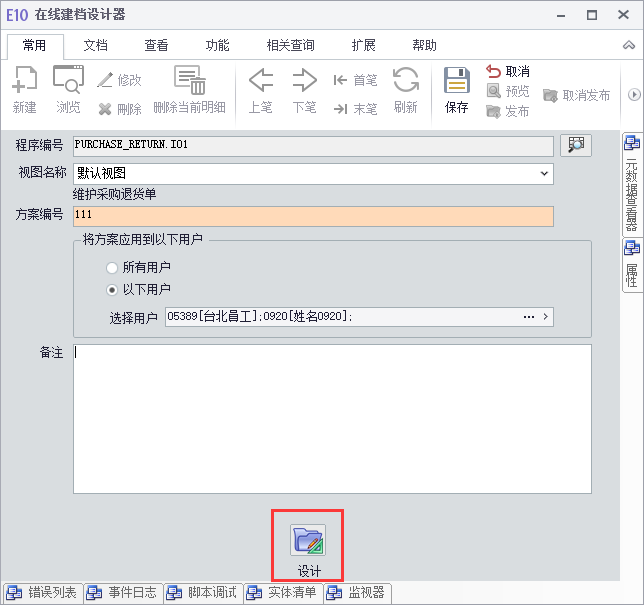 E10 在线建档设计器
常用 文档 查看 功能 相关查询 扩展 帮助
新建 浏览 修改 刪除 刪除当前明细 上笔 下笔 首笔 末笔 刷新 保存 取消 预览 发布 取消发布
程序编号 PURCHASE_RETURN.I01
视图名称 默认视图
维护采购退货单
方案编号 111
将方案应用到以下用户
所有用户
以下用户
选择用户 05389[台北員工];0920[姓名0920]; ...
备注
设计
元数据查看器
属性
错误列表 事件日志 脚本调试 实体清单 监视器